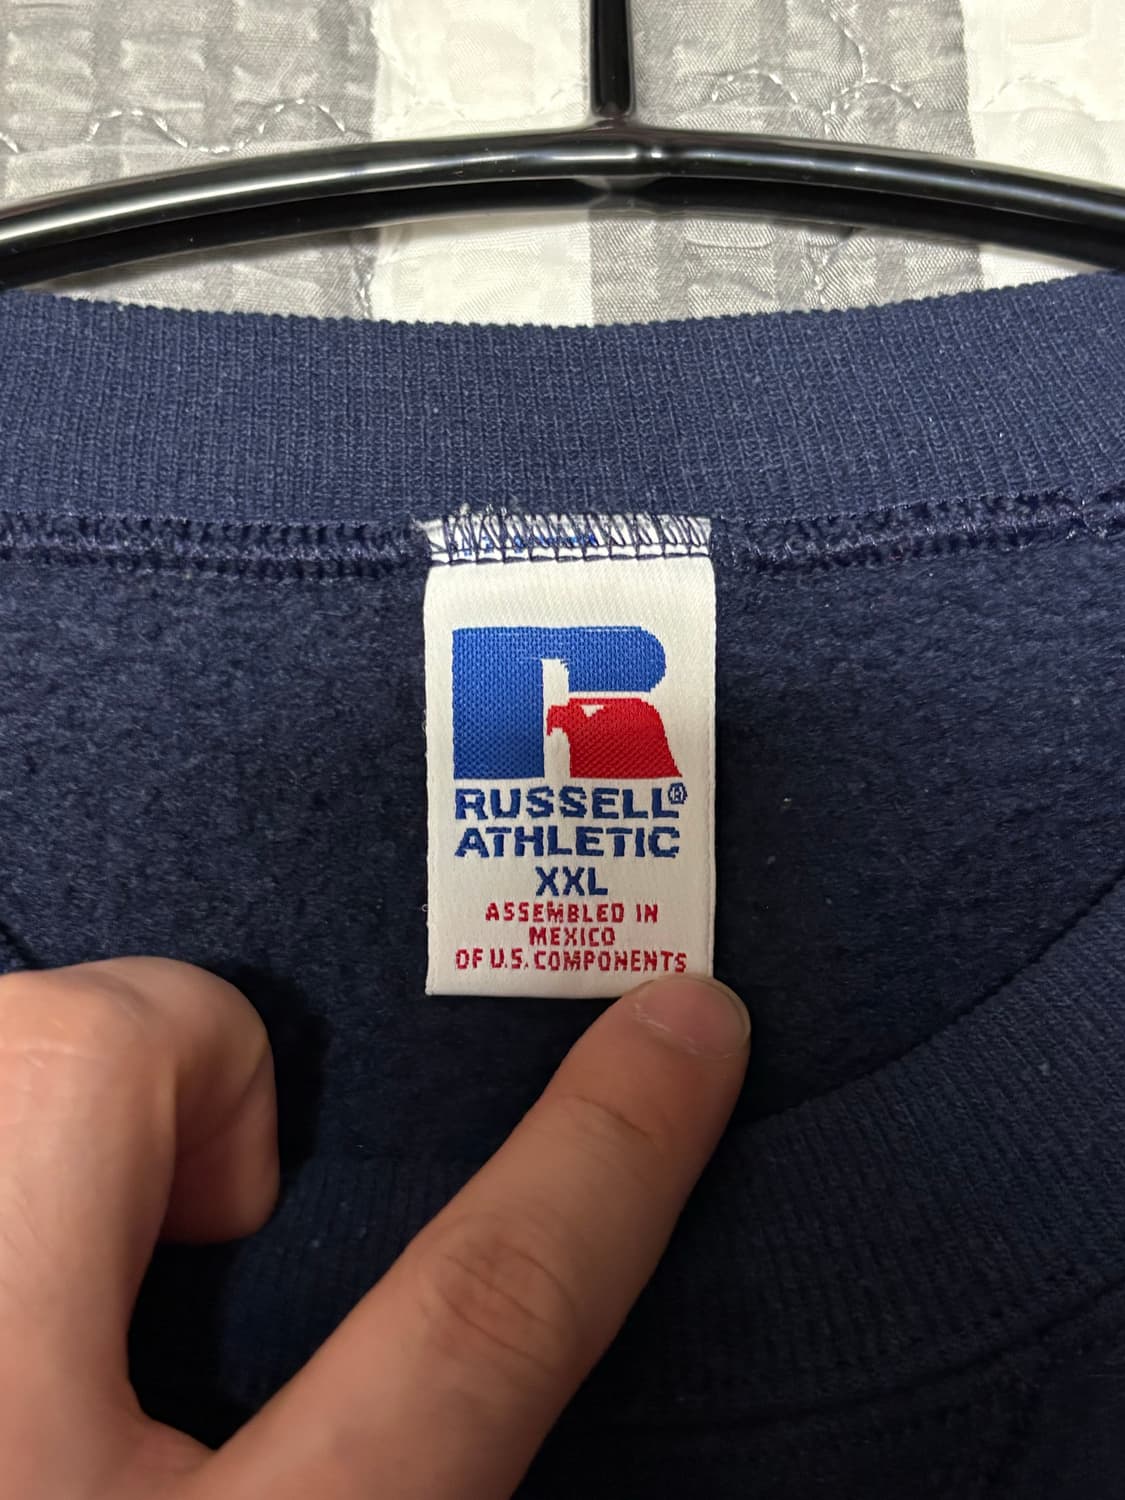 RUSSELL®
ATHLETIC
XXL
ASSEMBLED IN
MEXICO
OF U.S. COMPONENTS